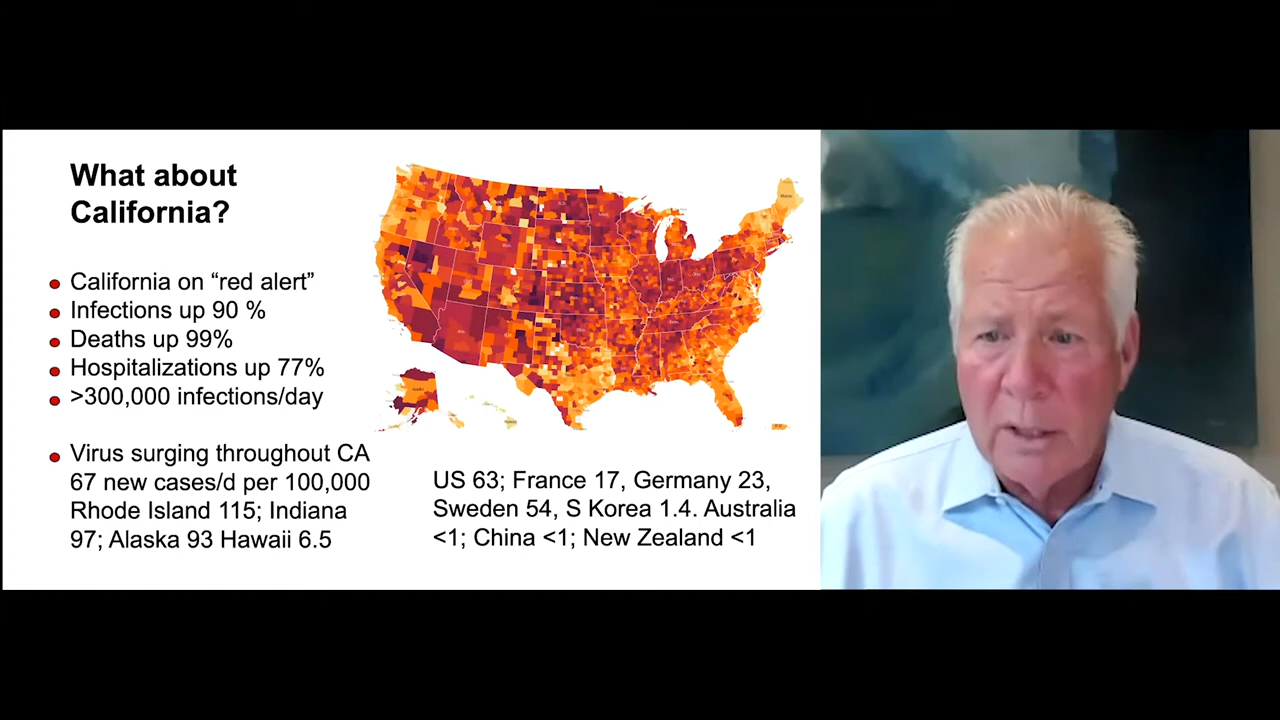 What about
California?
California on “red alert”
Infections up 90 %
Deaths up 99%
Hospitalizations up 77%
>300,000 infections/day
Virus surging throughout CA
67 new cases/d per 100,000
Rhode Island 115; Indiana
97; Alaska 93 Hawaii 6.5
US 63; France 17, Germany 23,
Sweden 54, S Korea 1.4. Australia
<1; China <1; New Zealand <1